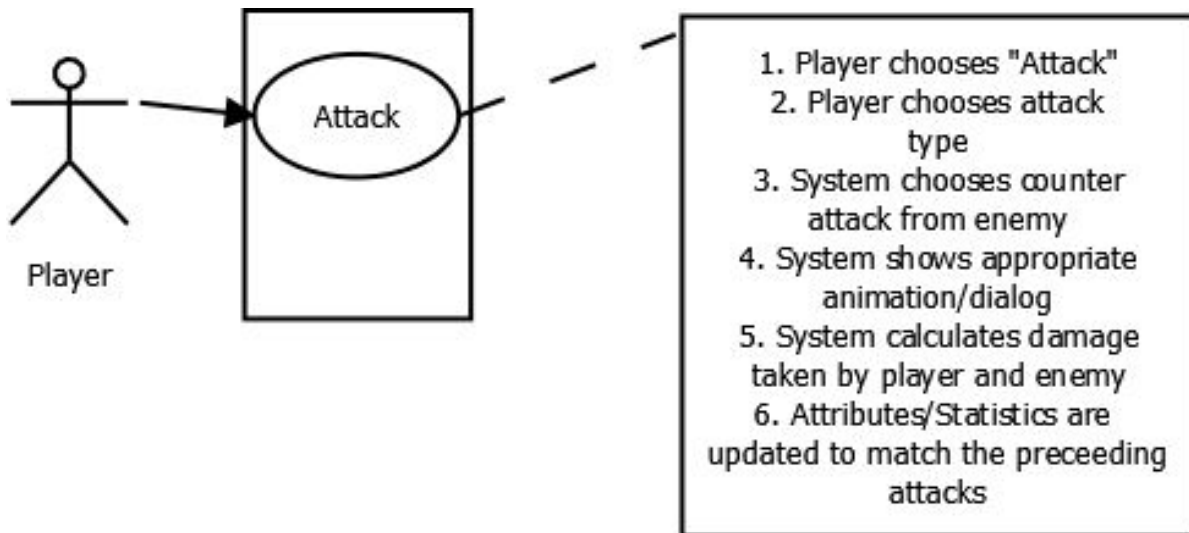 Attack
Player
1. Player chooses "Attack"
2. Player chooses attack
type
3. System chooses counter
attack from enemy
4. System shows appropriate
animation/dialog
5. System calculates damage
taken by player and enemy
6. Attributes/Statistics are
updated to match the preceeding
attacks